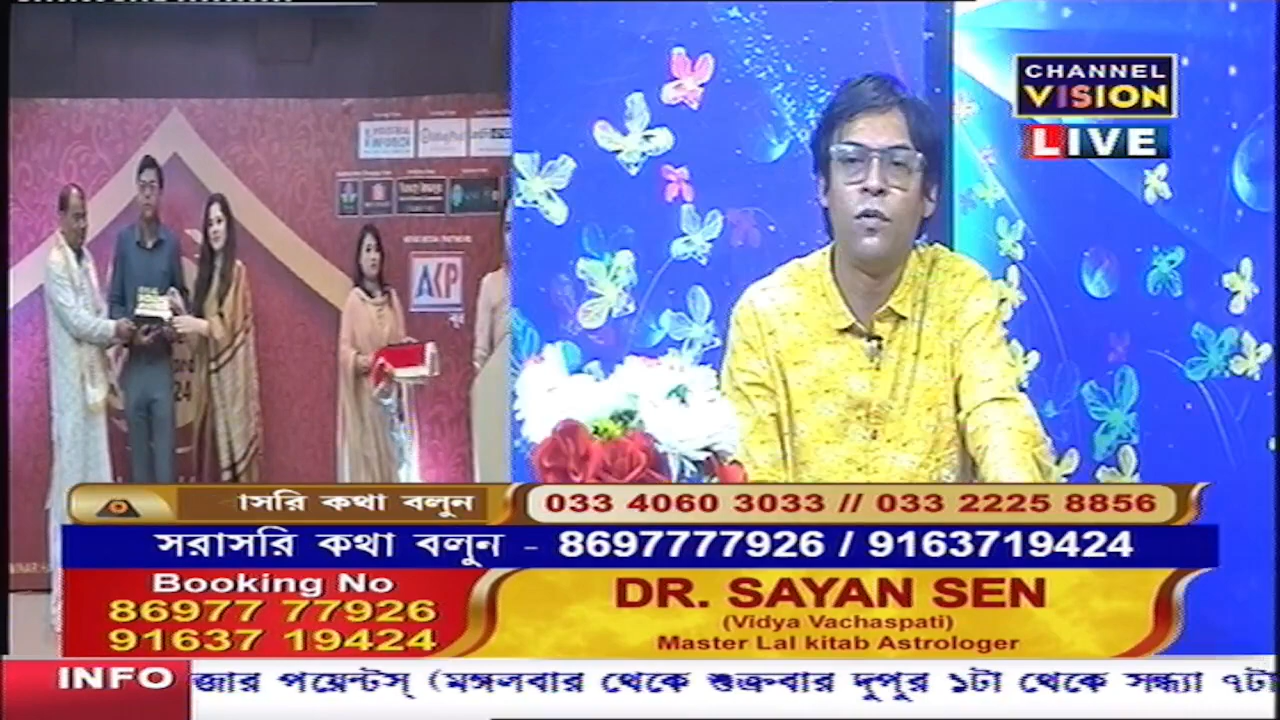 CHANNEL
VISION
LIVE
AKP
24
সরি কথা বলুন
033 4060 3033 // 033 2225 8856
সরাসরি কথা বলুন - 8697777926 / 9163719424
Booking No
86977 77926
91637 19424
DR. SAYAN SEN
(Vidya Vachaspati)
Master Lal kitab Astrologer
INFO
পয়েন্টস্ (মঙ্গলবার থেকে শুক্রবার দুপুর ১টা থেকে সন্ধ্যা ৭টা